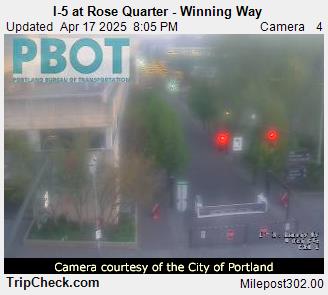 I-5 at Rose Quarter - Winning Way
Updated Apr 17 2025 8:05 PM Camera 4
PBOT
PORTLAND BUREAU OF TRANSPORTATION
Camera courtesy of the City of Portland
TripCheck.com Milepost302.00